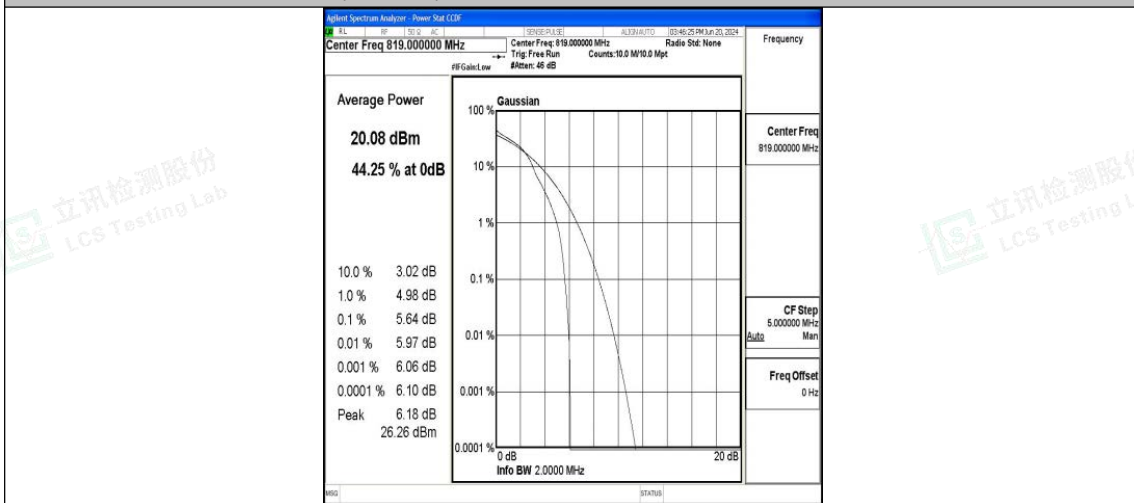 Agilent Spectrum Analyzer - Power Stat CCDF
RL RF 50 Ω AC SENSE:PULSE ALIGN AUTO 03:46:25 PM Jun 20, 2024
Center Freq 819.000000 MHz
Center Freq: 819.000000 MHz Radio Std: None
Trig: Free Run Counts:10.0 M/10.0 Mpt
#IFGain:Low #Atten: 46 dB
Frequency
Average Power
20.08 dBm
44.25 % at 0dB
10.0 % 3.02 dB
1.0 % 4.98 dB
0.1 % 5.64 dB
0.01 % 5.97 dB
0.001 % 6.06 dB
0.0001 % 6.10 dB
Peak 6.18 dB
26.26 dBm
Gaussian
100 %
10 %
1 %
0.1 %
0.01 %
0.001 %
0.0001 %
0 dB 20 dB
Info BW 2.0000 MHz
Center Freq
819.000000 MHz
CF Step
5.000000 MHz
Auto Man
Freq Offset
0 Hz
MSG STATUS
立讯检测股份
LCS Testing Lab
立讯检测股份
LCS Testing L